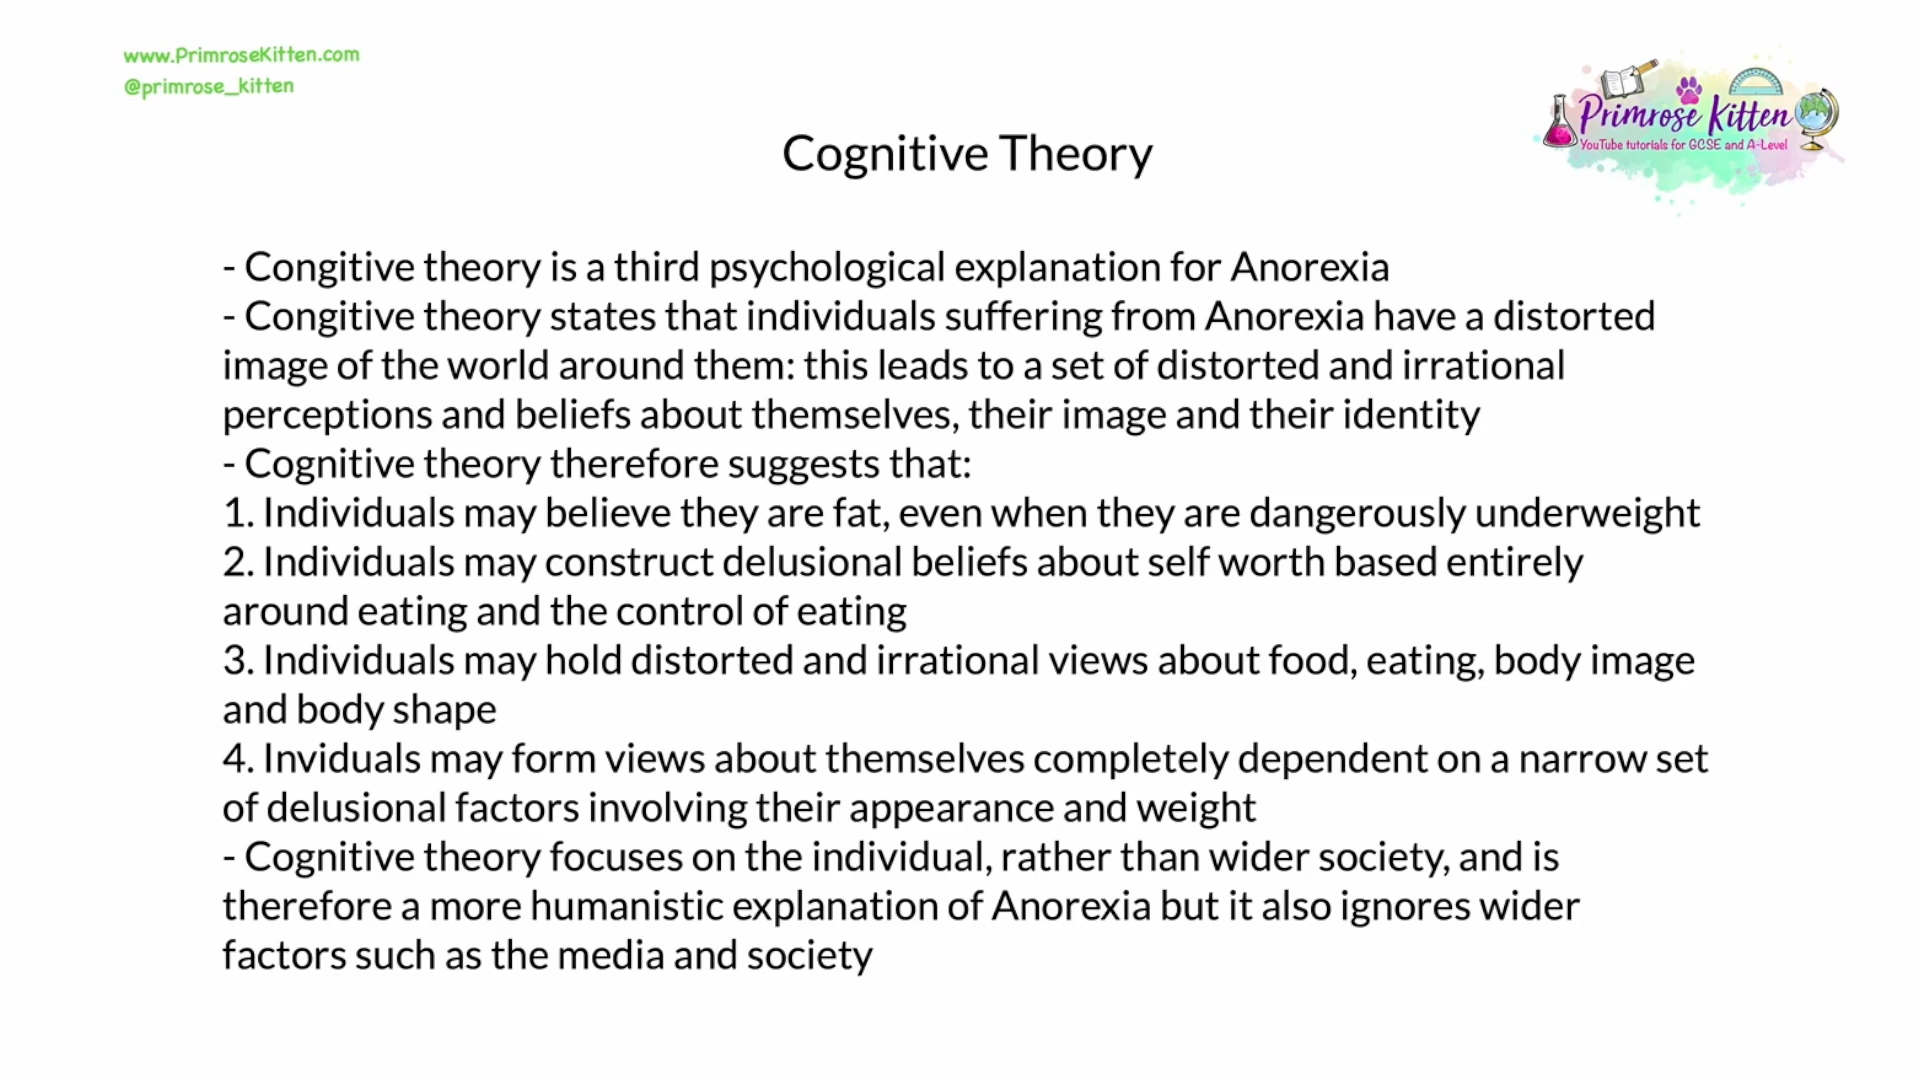 www.PrimroseKitten.com
@primrose_kitten
Primrose Kitten
YouTube tutorials for GCSE and A-Level
Cognitive Theory
- Congitive theory is a third psychological explanation for Anorexia
- Congitive theory states that individuals suffering from Anorexia have a distorted
image of the world around them: this leads to a set of distorted and irrational
perceptions and beliefs about themselves, their image and their identity
- Cognitive theory therefore suggests that:
1. Individuals may believe they are fat, even when they are dangerously underweight
2. Individuals may construct delusional beliefs about self worth based entirely
around eating and the control of eating
3. Individuals may hold distorted and irrational views about food, eating, body image
and body shape
4. Inviduals may form views about themselves completely dependent on a narrow set
of delusional factors involving their appearance and weight
- Cognitive theory focuses on the individual, rather than wider society, and is
therefore a more humanistic explanation of Anorexia but it also ignores wider
factors such as the media and society